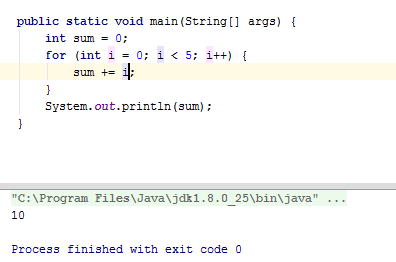 public static void main(String[] args) {
    int sum = 0;
    for (int i = 0; i < 5; i++) {
        sum += i;
    }
    System.out.println(sum);
}
"C:\Program Files\Java\jdk1.8.0_25\bin\java" ...
10
Process finished with exit code 0